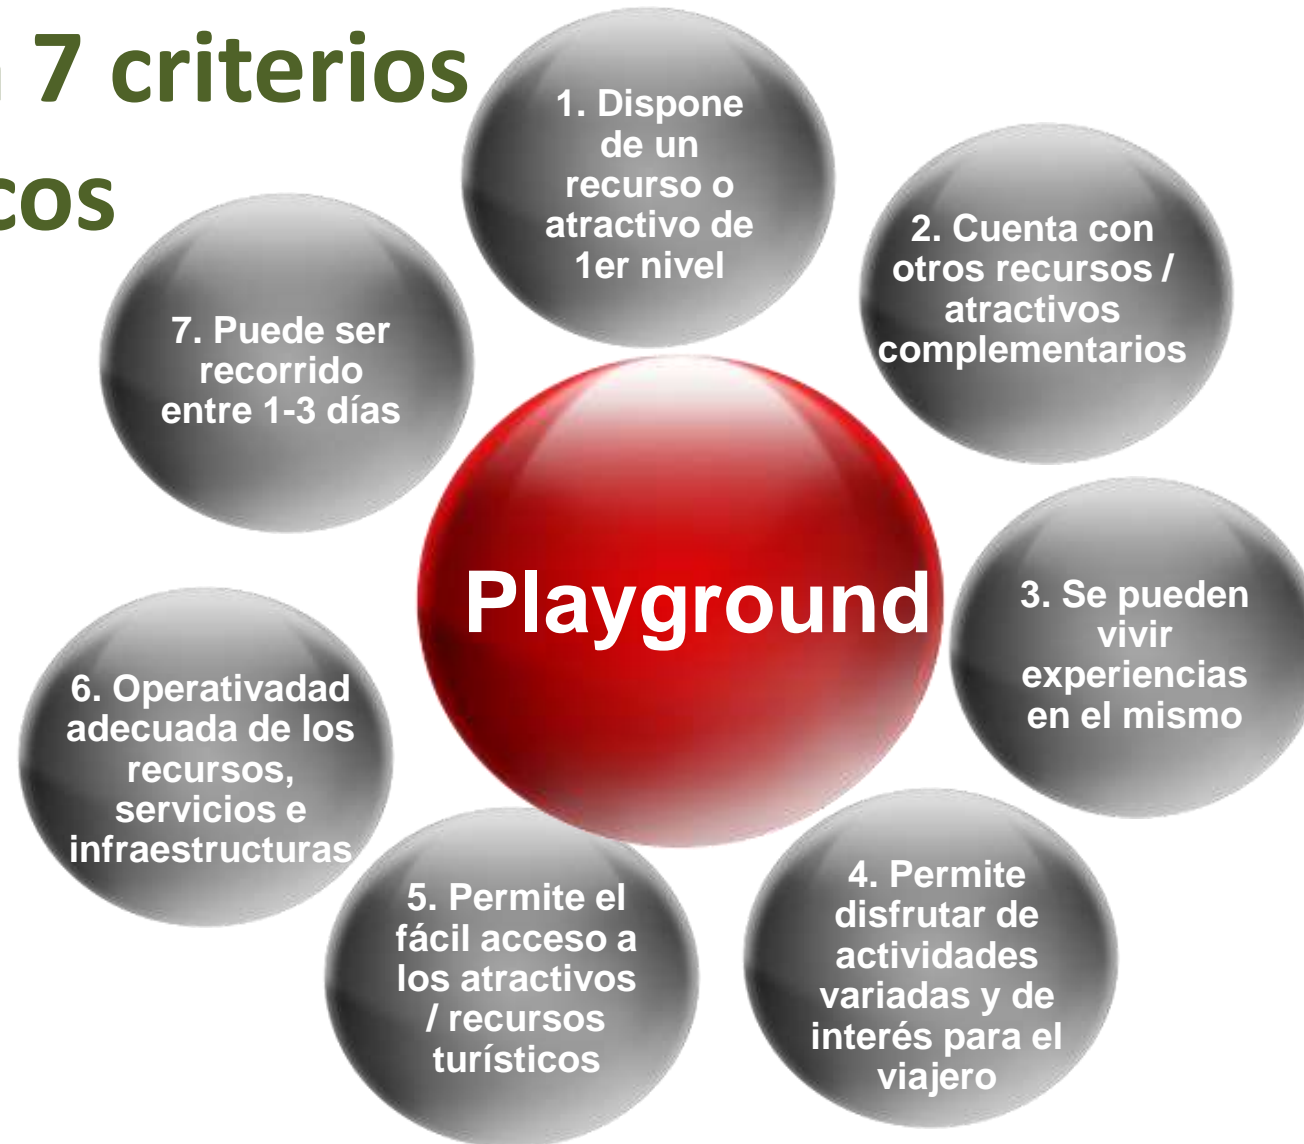 7 criterios
cos
1. Dispone
de un
recurso o
atractivo de
1er nivel
2. Cuenta con
otros recursos /
atractivos
complementarios
3. Se pueden
vivir
experiencias
en el mismo
4. Permite
disfrutar de
actividades
variadas y de
interés para el
viajero
5. Permite el
fácil acceso a
los atractivos
/ recursos
turísticos
6. Operativadad
adecuada de los
recursos,
servicios e
infraestructuras
7. Puede ser
recorrido
entre 1-3 días
Playground